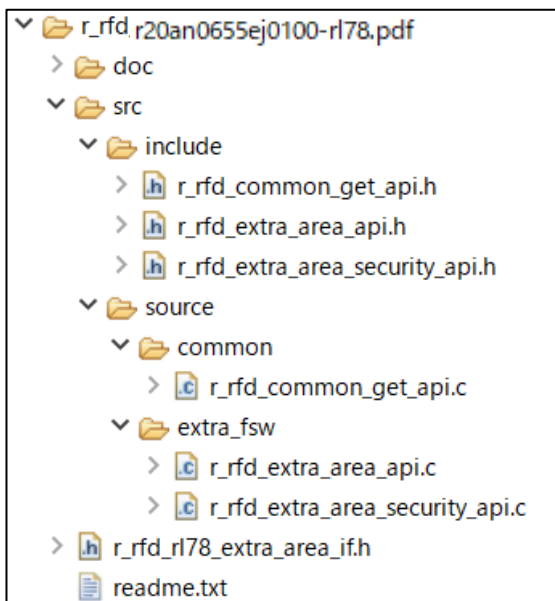 r_rfd r20an0655ej0100-rl78.pdf
doc
src
include
.h r_rfd_common_get_api.h
.h r_rfd_extra_area_api.h
.h r_rfd_extra_area_security_api.h
source
common
.c r_rfd_common_get_api.c
extra_fsw
.c r_rfd_extra_area_api.c
.c r_rfd_extra_area_security_api.c
.h r_rfd_rl78_extra_area_if.h
readme.txt